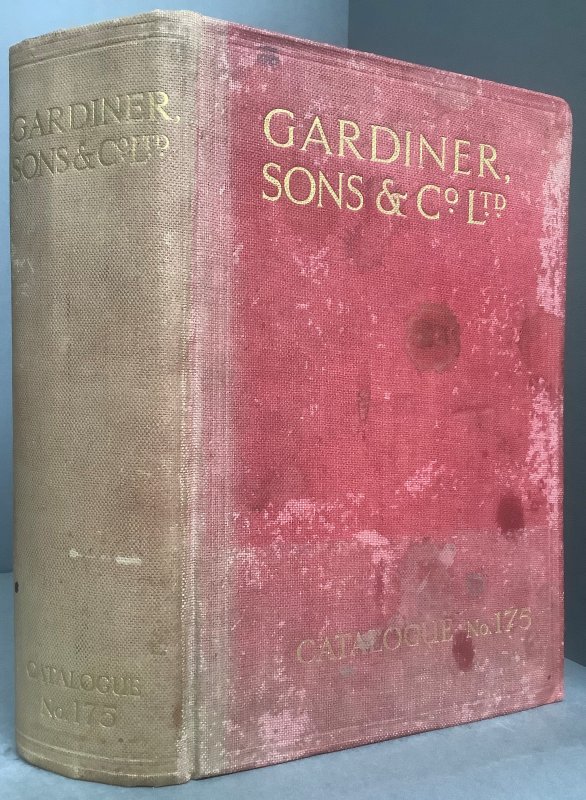 GARDINER,
SONS & Co. LTD
CATALOGUE
No. 175
GARDINER,
SONS & Co. LTD.
CATALOGUE No. 175